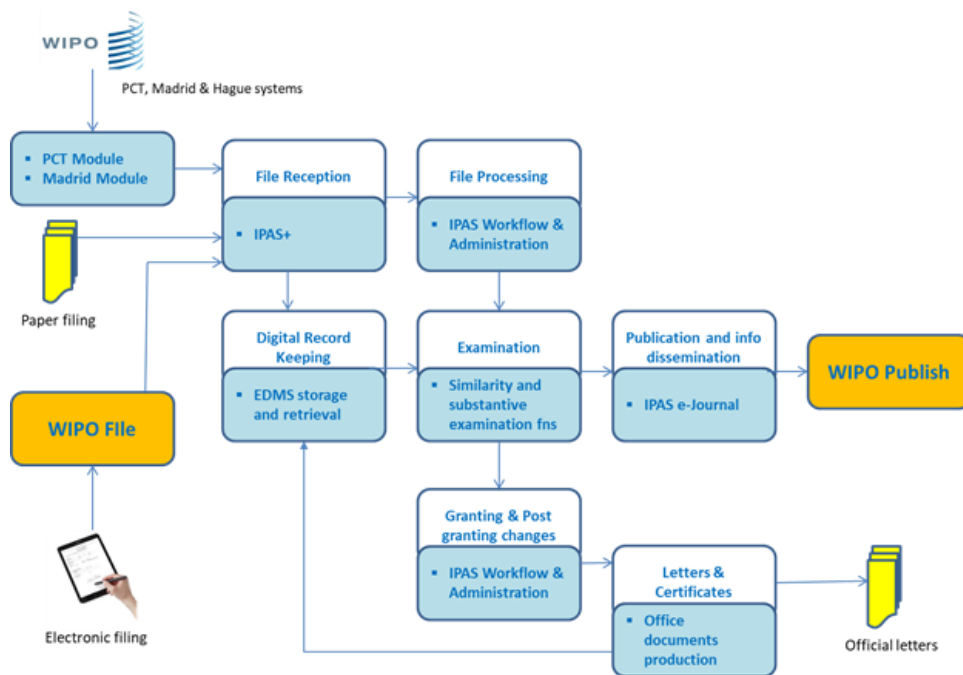 WIPO
PCT, Madrid & Hague systems
▪ PCT Module
▪ Madrid Module
File Reception
▪ IPAS+
File Processing
▪ IPAS Workflow &
Administration
Paper filing
Digital Record
Keeping
▪ EDMS storage
and retrieval
Examination
▪ Similarity and
substantive
examination fns
Publication and info
dissemination
▪ IPAS e-Journal
WIPO Publish
WIPO FIle
Granting & Post
granting changes
▪ IPAS Workflow &
Administration
Letters &
Certificates
▪ Office
documents
production
Electronic filing
Official letters